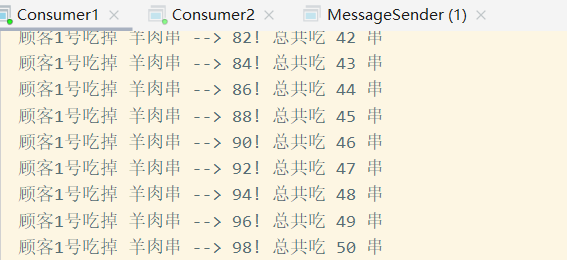 Consumer1 Consumer2 MessageSender (1)
顾客1号吃掉 羊肉串 --> 82! 总共吃 42 串
顾客1号吃掉 羊肉串 --> 84! 总共吃 43 串
顾客1号吃掉 羊肉串 --> 86! 总共吃 44 串
顾客1号吃掉 羊肉串 --> 88! 总共吃 45 串
顾客1号吃掉 羊肉串 --> 90! 总共吃 46 串
顾客1号吃掉 羊肉串 --> 92! 总共吃 47 串
顾客1号吃掉 羊肉串 --> 94! 总共吃 48 串
顾客1号吃掉 羊肉串 --> 96! 总共吃 49 串
顾客1号吃掉 羊肉串 --> 98! 总共吃 50 串